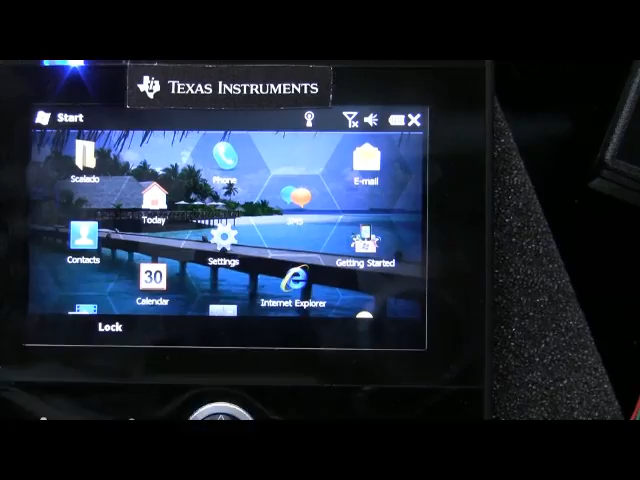 TEXAS INSTRUMENTS
Start
Scalado
Phone
E-mail
Today
SMS
Contacts
Settings
Getting Started
30
Calendar
Internet Explorer
Lock